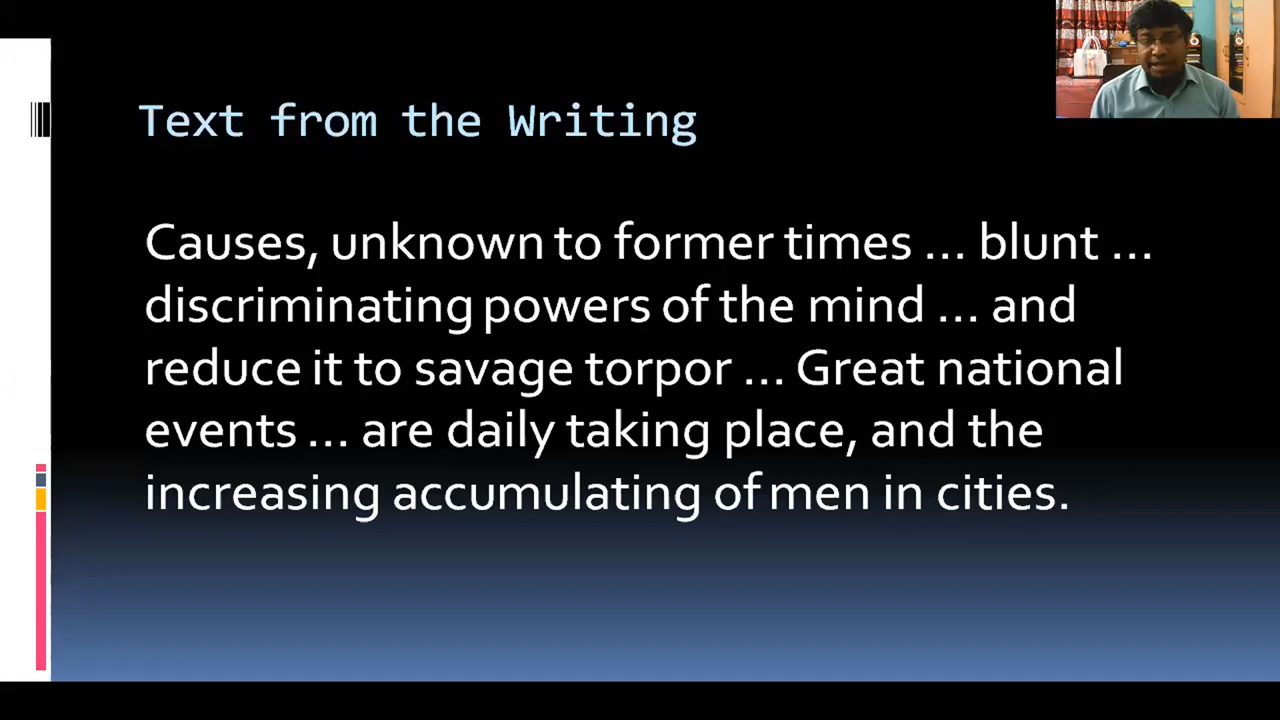 Text from the Writing
Causes, unknown to former times … blunt …
discriminating powers of the mind … and
reduce it to savage torpor … Great national
events … are daily taking place, and the
increasing accumulating of men in cities.